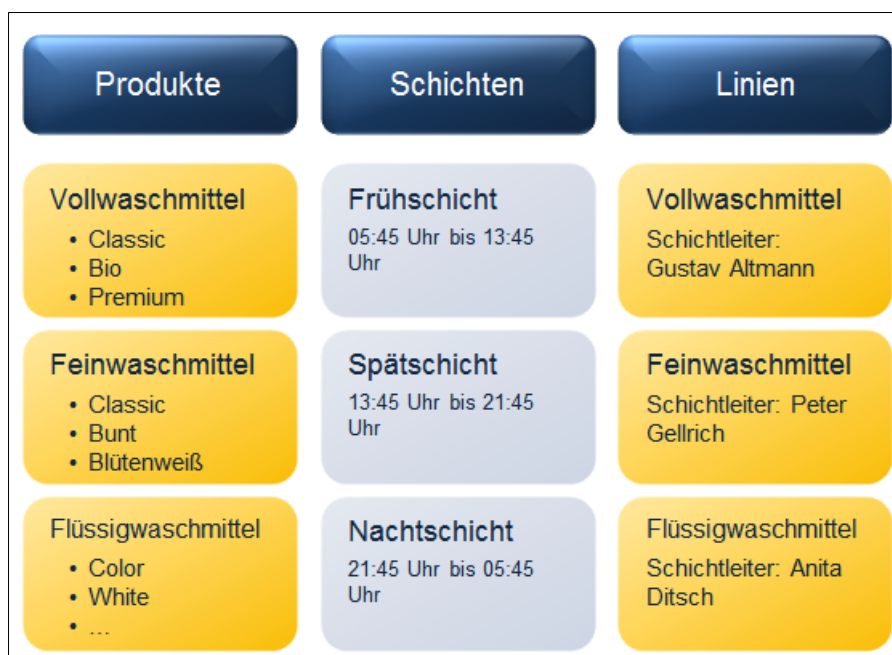 Produkte
Schichten
Linien
Vollwaschmittel
• Classic
• Bio
• Premium
Frühschicht
05:45 Uhr bis 13:45
Uhr
Vollwaschmittel
Schichtleiter:
Gustav Altmann
Feinwaschmittel
• Classic
• Bunt
• Blütenweiß
Spätschicht
13:45 Uhr bis 21:45
Uhr
Feinwaschmittel
Schichtleiter: Peter
Gellrich
Flüssigwaschmittel
• Color
• White
• ...
Nachtschicht
21:45 Uhr bis 05:45
Uhr
Flüssigwaschmittel
Schichtleiter: Anita
Ditsch